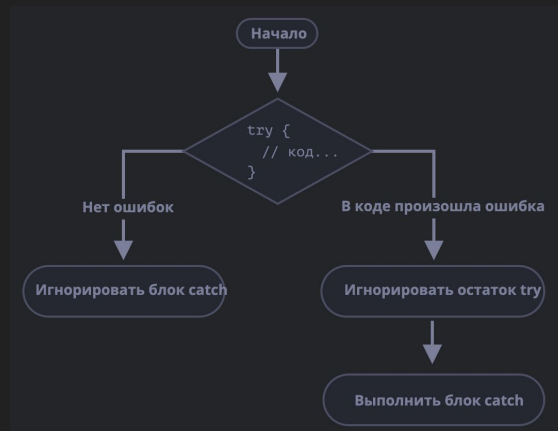 Начало
try {
// код...
}
Нет ошибок
В коде произошла ошибка
Игнорировать блок catch
Игнорировать остаток try
Выполнить блок catch